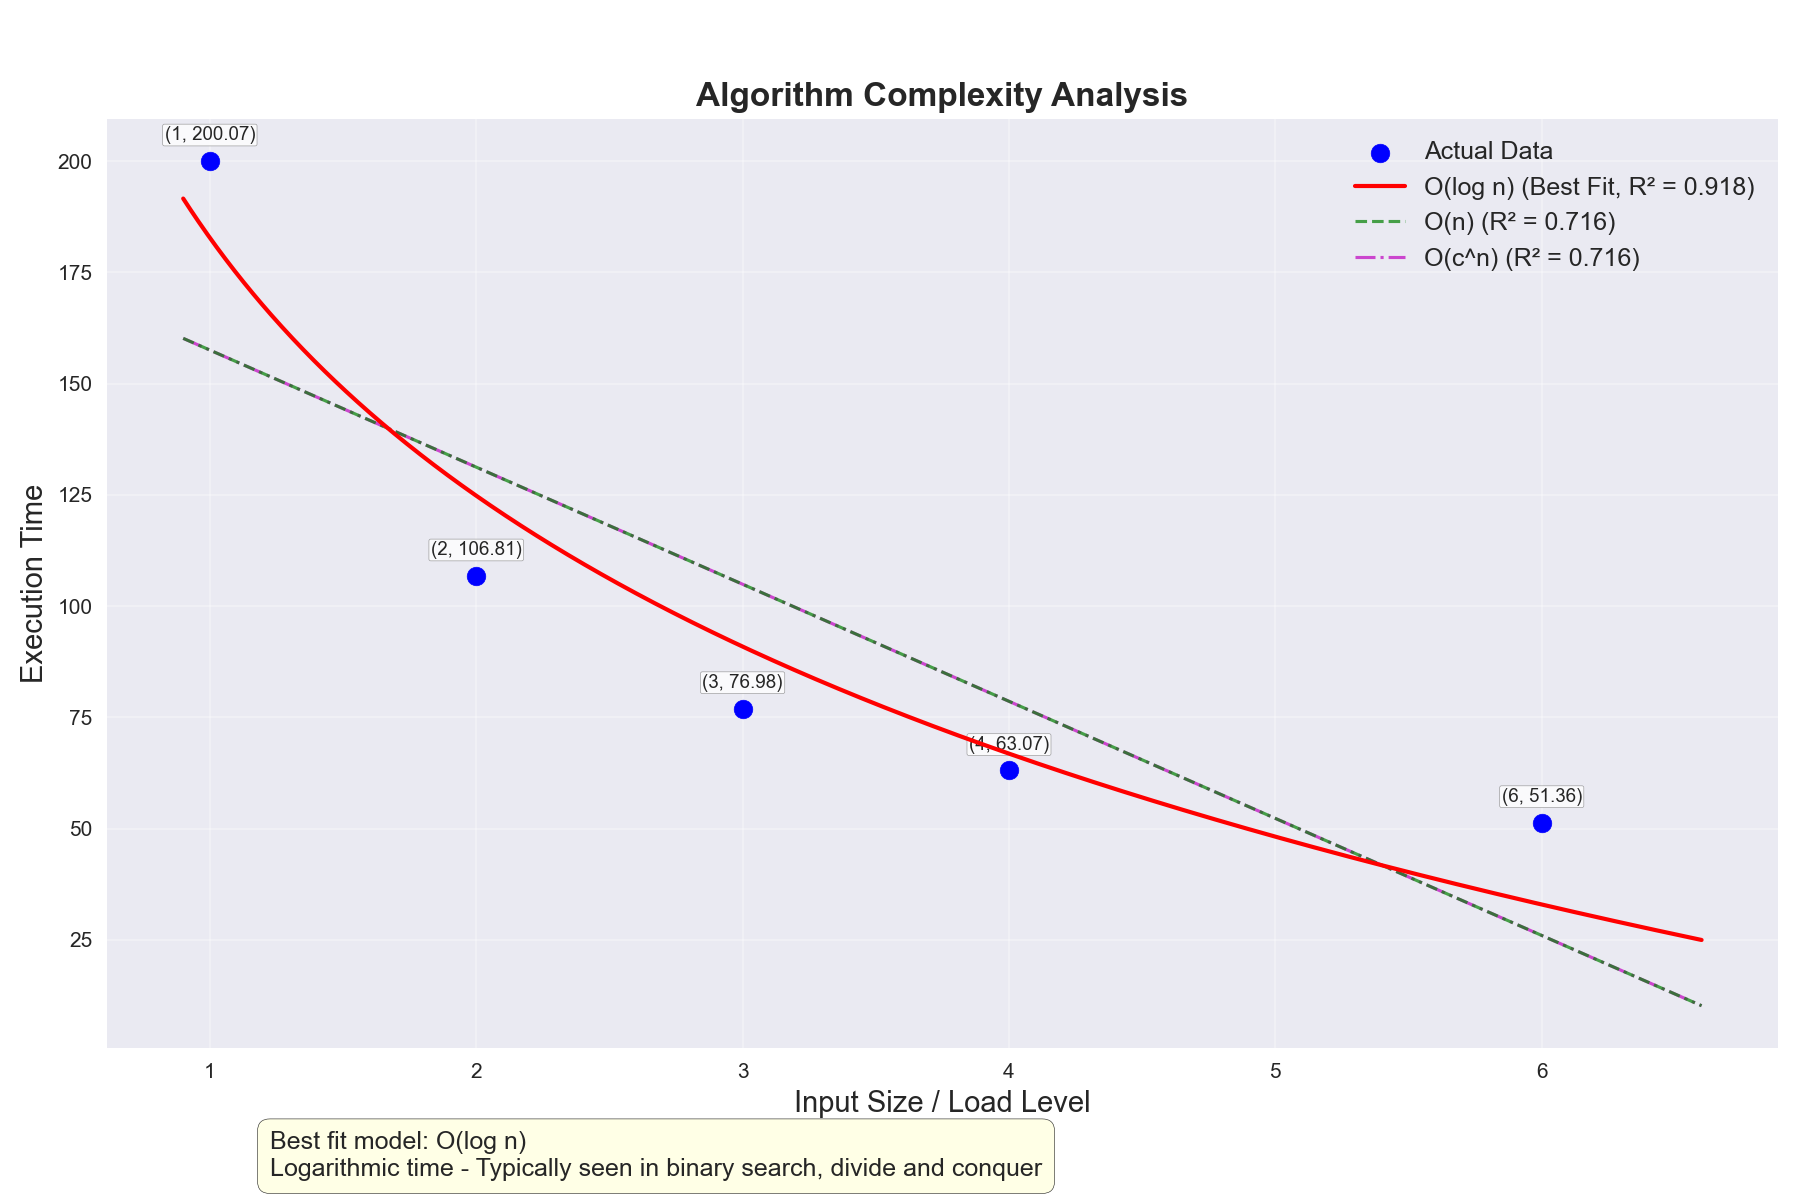 Algorithm Complexity Analysis
(1, 200.07)
Actual Data
O(log n) (Best Fit, R² = 0.918)
O(n) (R² = 0.716)
O(c^n) (R² = 0.716)
200
175
150
125
100
75
50
25
Execution Time
(2, 106.81)
(3, 76.98)
(4, 63.07)
(6, 51.36)
1 2 3 4 5 6
Input Size / Load Level
Best fit model: O(log n)
Logarithmic time - Typically seen in binary search, divide and conquer